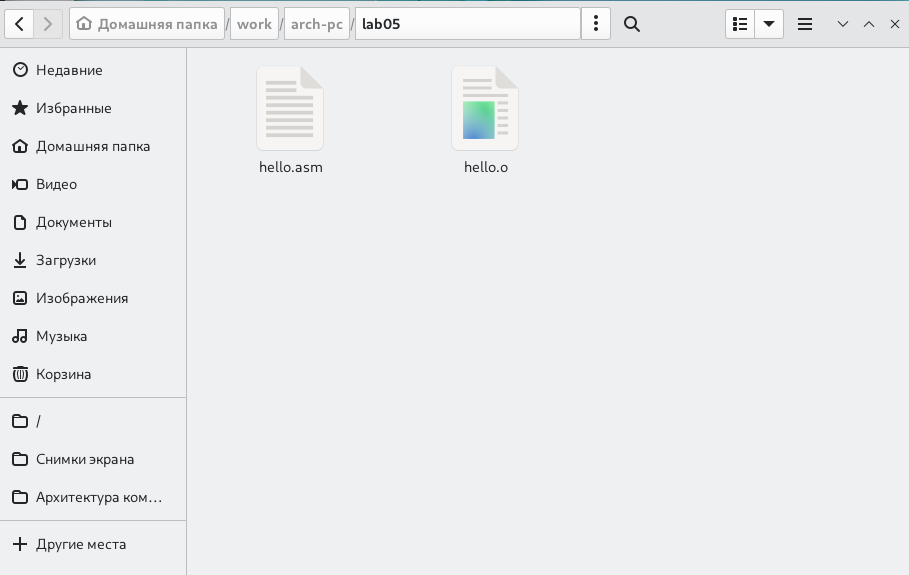 Домашняя папка / work / arch-pc / lab05
Недавние
Избранные
Домашняя папка
Видео
Документы
Загрузки
Изображения
Музыка
Корзина
/
Снимки экрана
Архитектура ком…
Другие места
hello.asm
hello.o